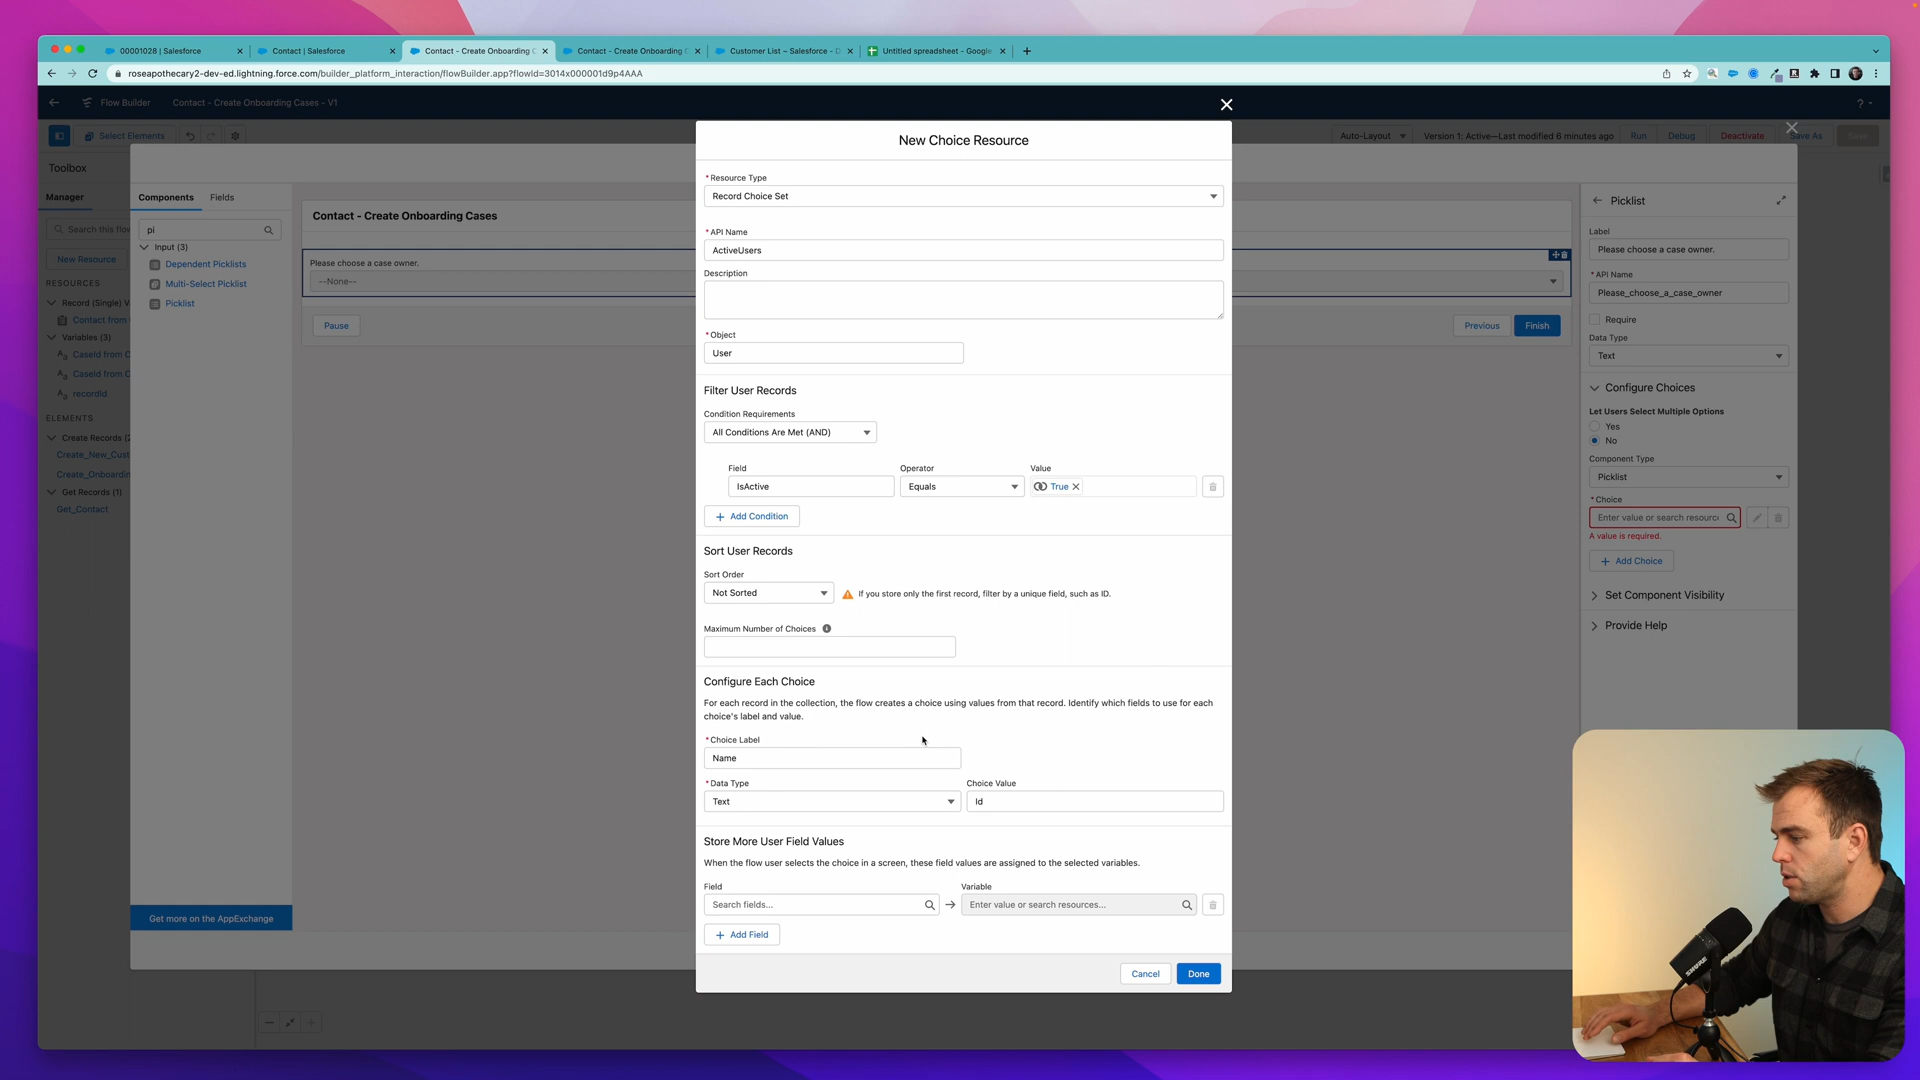 00001028 | Salesforce
Contact | Salesforce
Contact - Create Onboarding C
Contact - Create Onboarding C
Customer List ~ Salesforce - D
Untitled spreadsheet - Google
roseapothecary2-dev-ed.lightning.force.com/builder_platform_interaction/flowBuilder.app?flowId=3014x000001d9p4AAA
Flow Builder
Contact - Create Onboarding Cases - V1
?
Select Elements
Auto-Layout
Version 1: Active—Last modified 6 minutes ago
Run
Debug
Deactivate
Save As
Toolbox
Manager
Search this flow
New Resource
RESOURCES
Record (Single) V
Contact from
Variables (3)
CaseId from C
CaseId from C
recordId
ELEMENTS
Create Records (2
Create_New_Cust
Create_Onboardin
Get Records (1)
Get_Contact
Components
Fields
pi
Input (3)
Dependent Picklists
Multi-Select Picklist
Picklist
Get more on the AppExchange
Contact - Create Onboarding Cases
Please choose a case owner.
--None--
Pause
Previous
Finish
New Choice Resource
*Resource Type
Record Choice Set
*API Name
ActiveUsers
Description
*Object
User
Filter User Records
Condition Requirements
All Conditions Are Met (AND)
Field
Operator
Value
IsActive
Equals
True
Add Condition
Sort User Records
Sort Order
Not Sorted
If you store only the first record, filter by a unique field, such as ID.
Maximum Number of Choices
Configure Each Choice
For each record in the collection, the flow creates a choice using values from that record. Identify which fields to use for each
choice's label and value.
*Choice Label
Name
*Data Type
Choice Value
Text
Id
Store More User Field Values
When the flow user selects the choice in a screen, these field values are assigned to the selected variables.
Field
Variable
Search fields...
Enter value or search resources...
Add Field
Cancel
Done
Picklist
Label
Please choose a case owner.
*API Name
Please_choose_a_case_owner
Require
Data Type
Text
Configure Choices
Let Users Select Multiple Options
Yes
No
Component Type
Picklist
*Choice
Enter value or search resourc
A value is required.
Add Choice
Set Component Visibility
Provide Help
SHURE